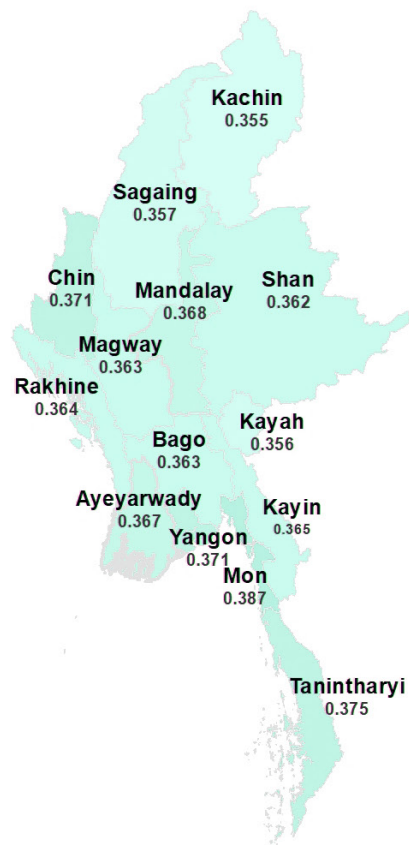 Kachin
0.355
Sagaing
0.357
Chin
0.371
Mandalay
0.368
Shan
0.362
Magway
0.363
Rakhine
0.364
Kayah
0.356
Bago
0.363
Ayeyarwady
0.367
Kayin
0.365
Yangon
0.371
Mon
0.387
Tanintharyi
0.375